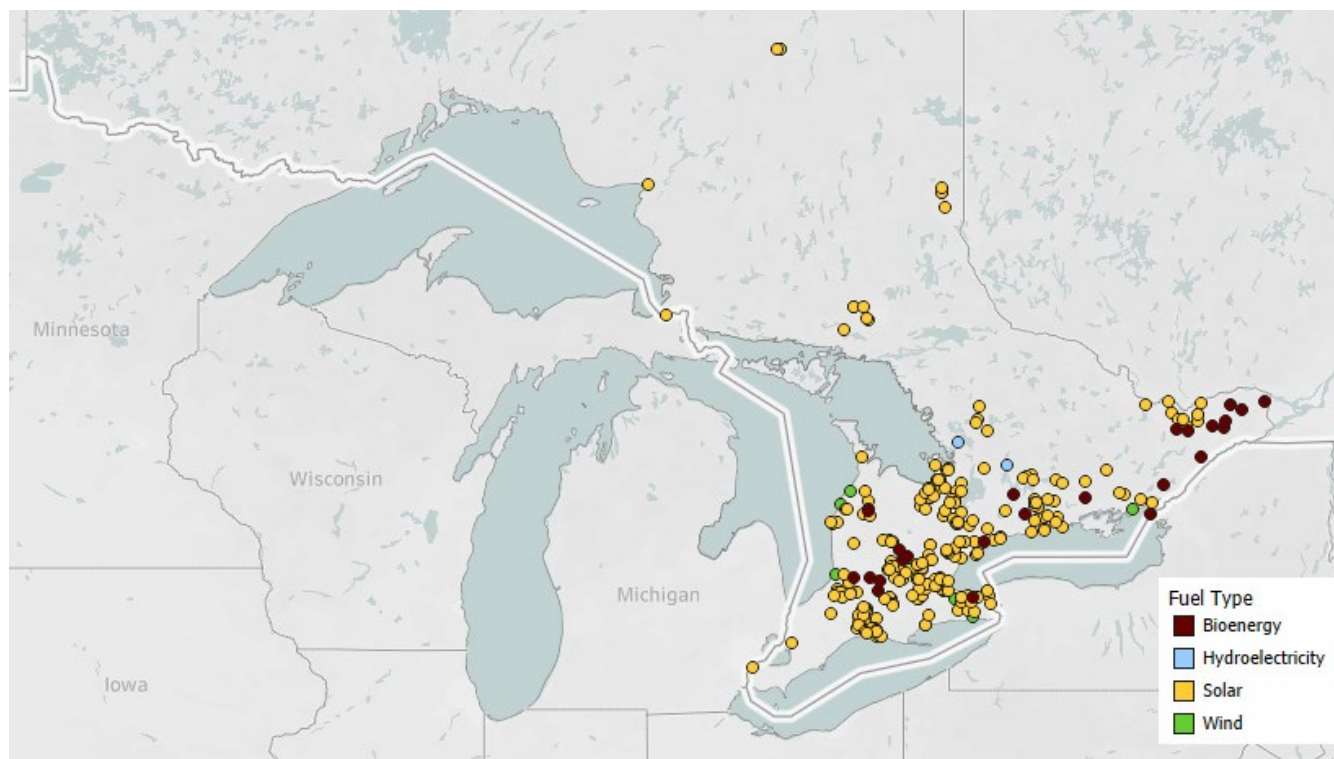 Minnesota
Wisconsin
Michigan
Iowa
Fuel Type
Bioenergy
Hydroelectricity
Solar
Wind